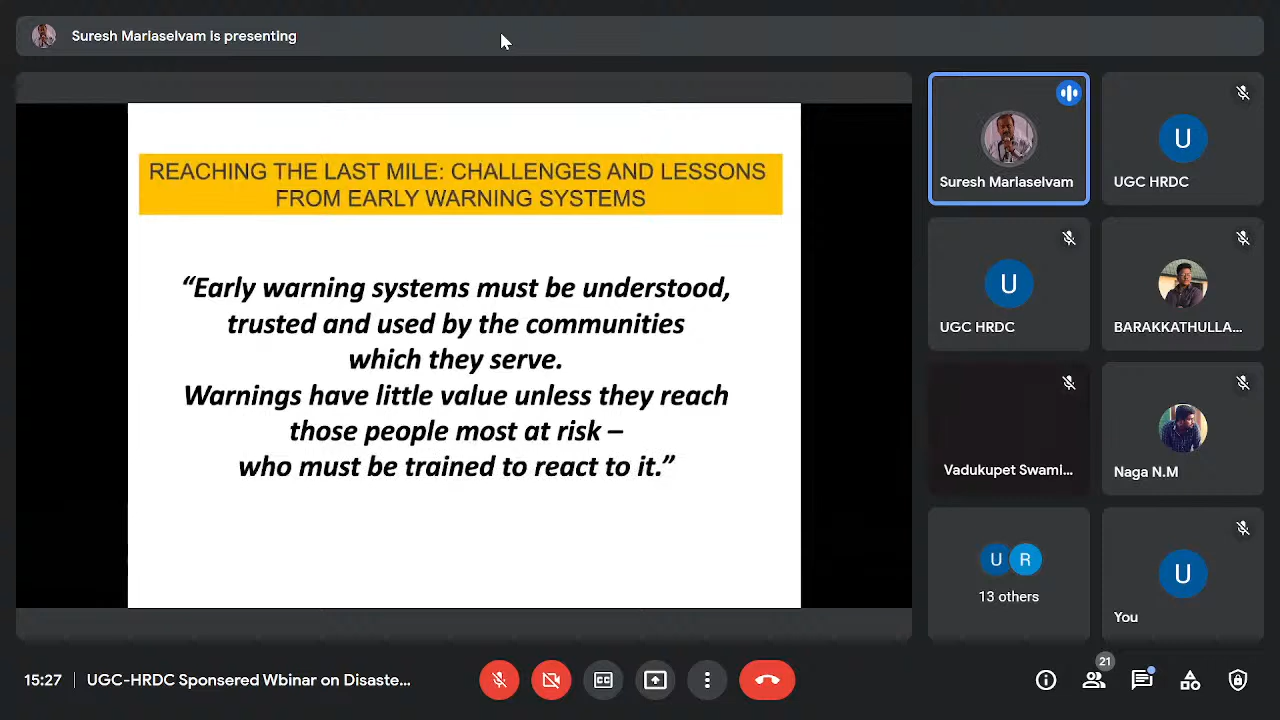 Suresh Mariaselvam is presenting
REACHING THE LAST MILE: CHALLENGES AND LESSONS
FROM EARLY WARNING SYSTEMS
“Early warning systems must be understood,
trusted and used by the communities
which they serve.
Warnings have little value unless they reach
those people most at risk –
who must be trained to react to it.”
Suresh Mariaselvam
U
UGC HRDC
U
UGC HRDC
BARAKKATHULLA...
Vadukupet Swami...
Naga N.M
U R
13 others
U
You
15:27 | UGC-HRDC Sponsered Wbinar on Disaste...
CC
21